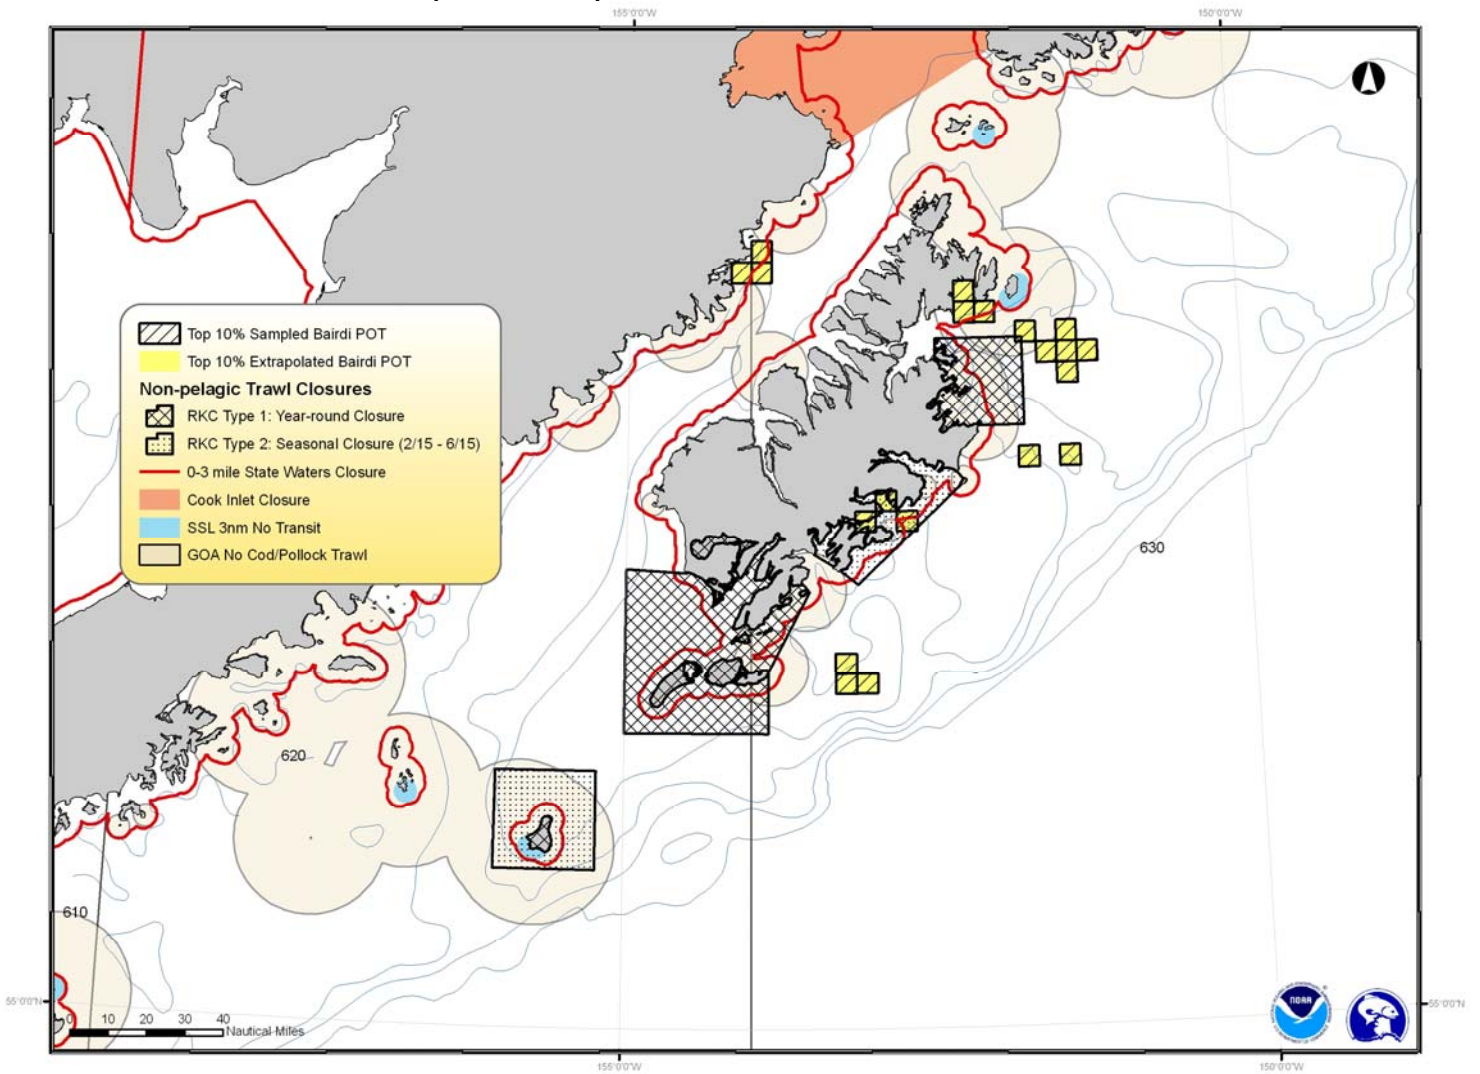 155°0'0"W
150°0'0"W
Top 10% Sampled Bairdi POT
Top 10% Extrapolated Bairdi POT
Non-pelagic Trawl Closures
RKC Type 1: Year-round Closure
RKC Type 2: Seasonal Closure (2/15 - 6/15)
0-3 mile State Waters Closure
Cook Inlet Closure
SSL 3nm No Transit
GOA No Cod/Pollock Trawl
630
620
610
55°0'0"N
55°0'0"N
0 10 20 30 40
Nautical Miles
NOAA
155°0'0"W
150°0'0"W